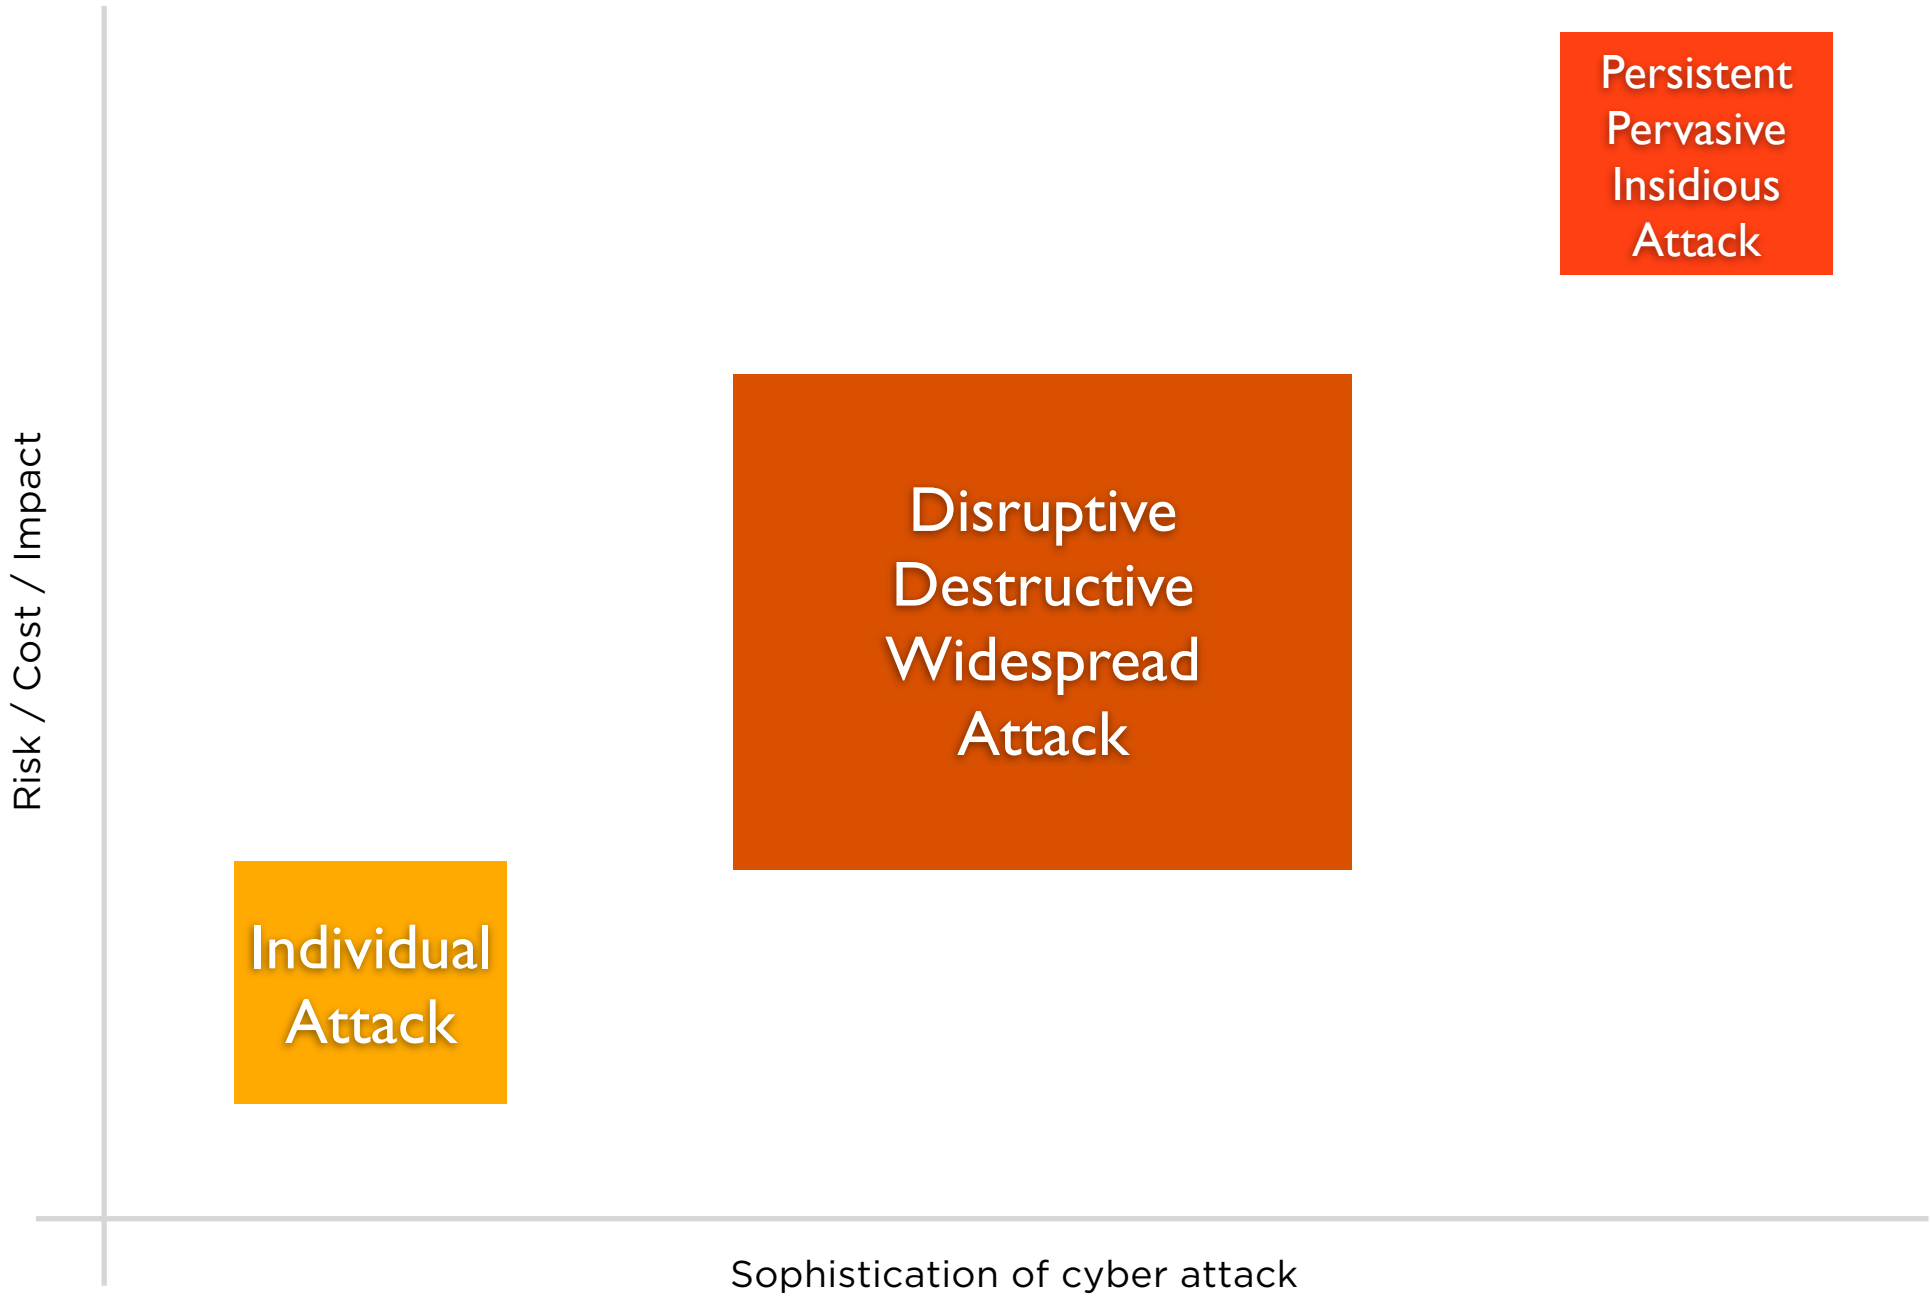 Persistent
Pervasive
Insidious
Attack
Disruptive
Destructive
Widespread
Attack
Individual
Attack
Risk / Cost / Impact
Sophistication of cyber attack